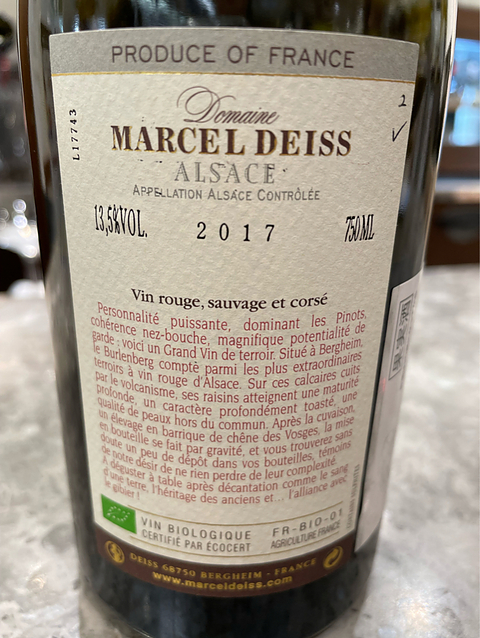 PRODUCE OF FRANCE
L17743
2
Domaine
MARCEL DEISS
ALSACE
APPELLATION ALSACE CONTRÔLÉE
13,5%VOL. 2017 750ML
Vin rouge, sauvage et corsé
Personnalité puissante, dominant les Pinots,
cohérence nez-bouche, magnifique potentialité de
garde : voici un Grand Vin de terroir. Situé à Bergheim,
le Burlenberg compte parmi les plus extraordinaires
terroirs à vin rouge d'Alsace. Sur ces calcaires cuits
par le volcanisme, ses raisins atteignent une maturité
profonde, un caractère profondément toasté, une
qualité de peaux hors du commun. Après la cuvaison,
un élevage en barrique de chêne des Vosges, la mise
en bouteille se fait par gravité, et vous trouverez sans
doute un peu de dépôt dans vos bouteilles, témoins
de notre désir de ne rien perdre de leur complexité.
A déguster à table après décantation comme le sang
d'une terre, l'héritage des anciens et... l'alliance avec
le gibier !
VIN BIOLOGIQUE FR-BIO-01
CERTIFIÉ PAR ÉCOCERT AGRICULTURE FRANCE
DEISS 68750 BERGHEIM - FRANCE
www.marceldeiss.com